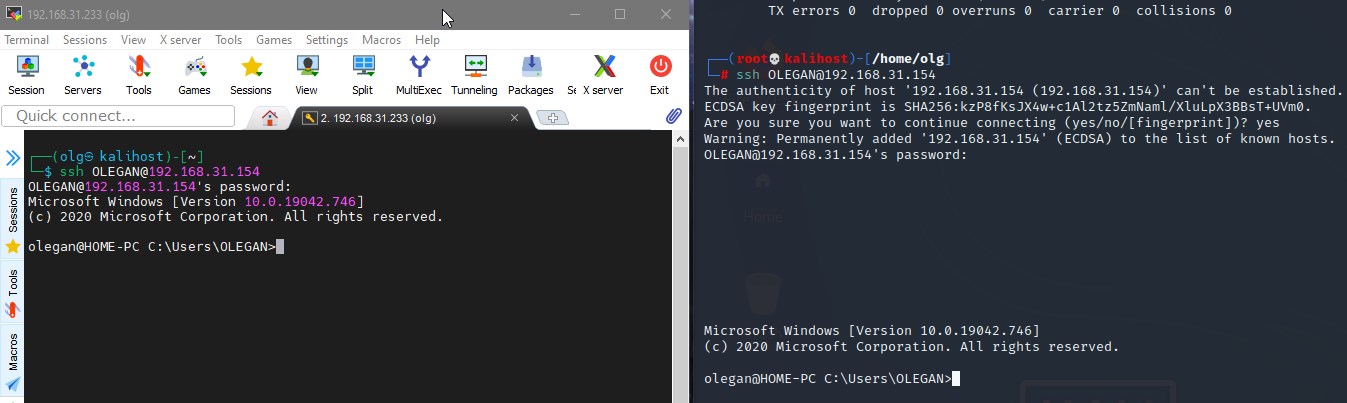 192.168.31.233 (olg)
Terminal Sessions View X server Tools Games Settings Macros Help
Session Servers Tools Games Sessions View Split MultiExec Tunneling Packages Se X server Exit
Quick connect...
2. 192.168.31.233 (olg)
Sessions
Tools
Macros
┌──(olg㉿kalihost)-[~]
└─$ ssh OLEGAN@192.168.31.154
OLEGAN@192.168.31.154's password:
Microsoft Windows [Version 10.0.19042.746]
(c) 2020 Microsoft Corporation. All rights reserved.
olegan@HOME-PC C:\Users\OLEGAN>
TX errors 0 dropped 0 overruns 0 carrier 0 collisions 0
┌──(root💀kalihost)-[/home/olg]
└─# ssh OLEGAN@192.168.31.154
The authenticity of host '192.168.31.154 (192.168.31.154)' can't be established.
ECDSA key fingerprint is SHA256:kzP8fKsJX4w+c1Al2tz5ZmNaml/XluLpX3BBsT+UVm0.
Are you sure you want to continue connecting (yes/no/[fingerprint])? yes
Warning: Permanently added '192.168.31.154' (ECDSA) to the list of known hosts.
OLEGAN@192.168.31.154's password:
Home
Microsoft Windows [Version 10.0.19042.746]
(c) 2020 Microsoft Corporation. All rights reserved.
olegan@HOME-PC C:\Users\OLEGAN>